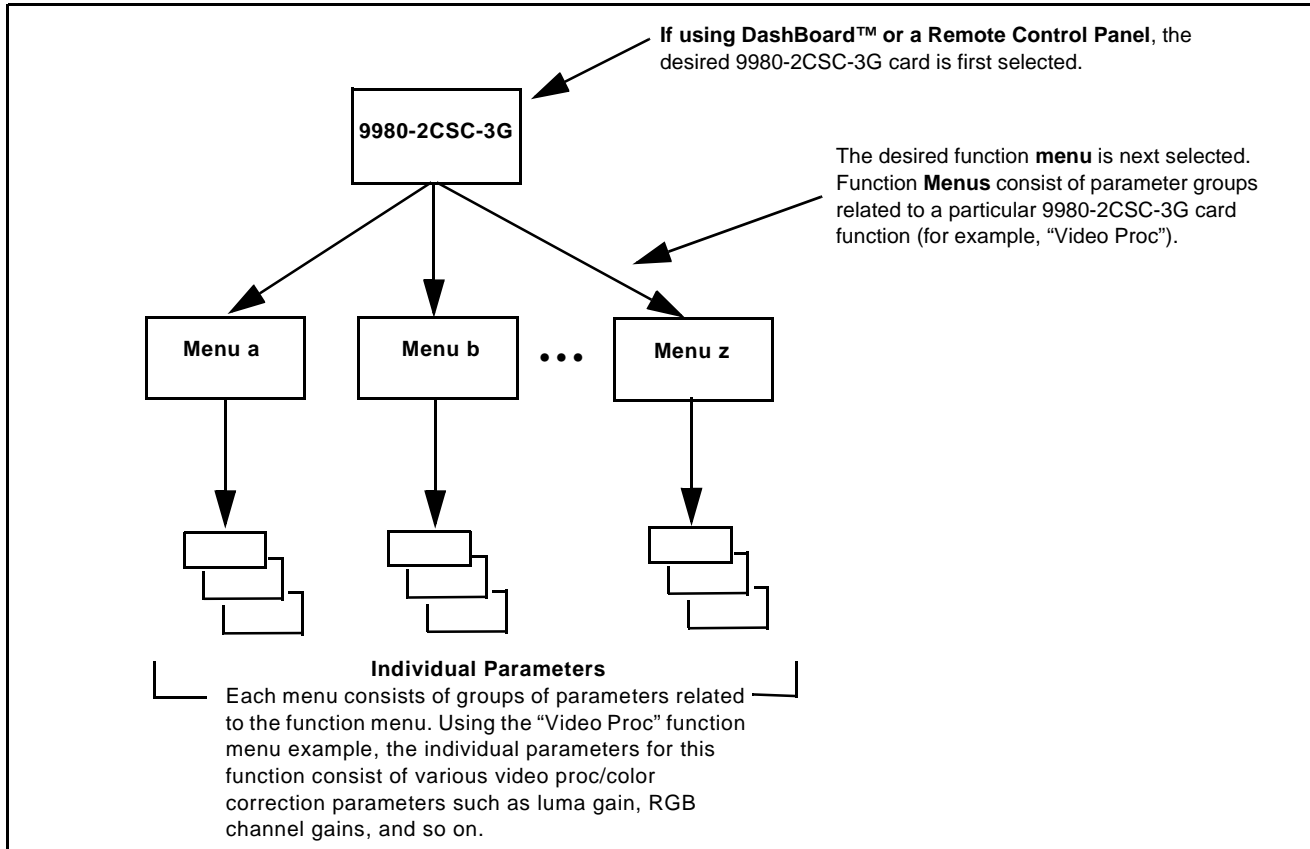 If using DashBoard™ or a Remote Control Panel, the
desired 9980-2CSC-3G card is first selected.
9980-2CSC-3G
The desired function menu is next selected.
Function Menus consist of parameter groups
related to a particular 9980-2CSC-3G card
function (for example, “Video Proc”).
Menu a
Menu b
•••
Menu z
Individual Parameters
Each menu consists of groups of parameters related
to the function menu. Using the “Video Proc” function
menu example, the individual parameters for this
function consist of various video proc/color
correction parameters such as luma gain, RGB
channel gains, and so on.